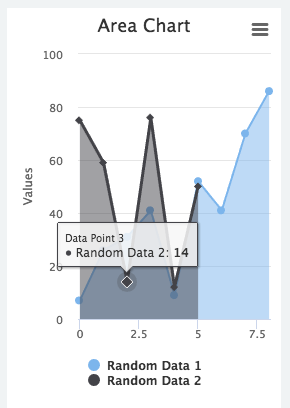 Area Chart
100
80
60
40
20
0
Values
Data Point 3
Random Data 2: 14
0 2.5 5 7.5
Random Data 1
Random Data 2